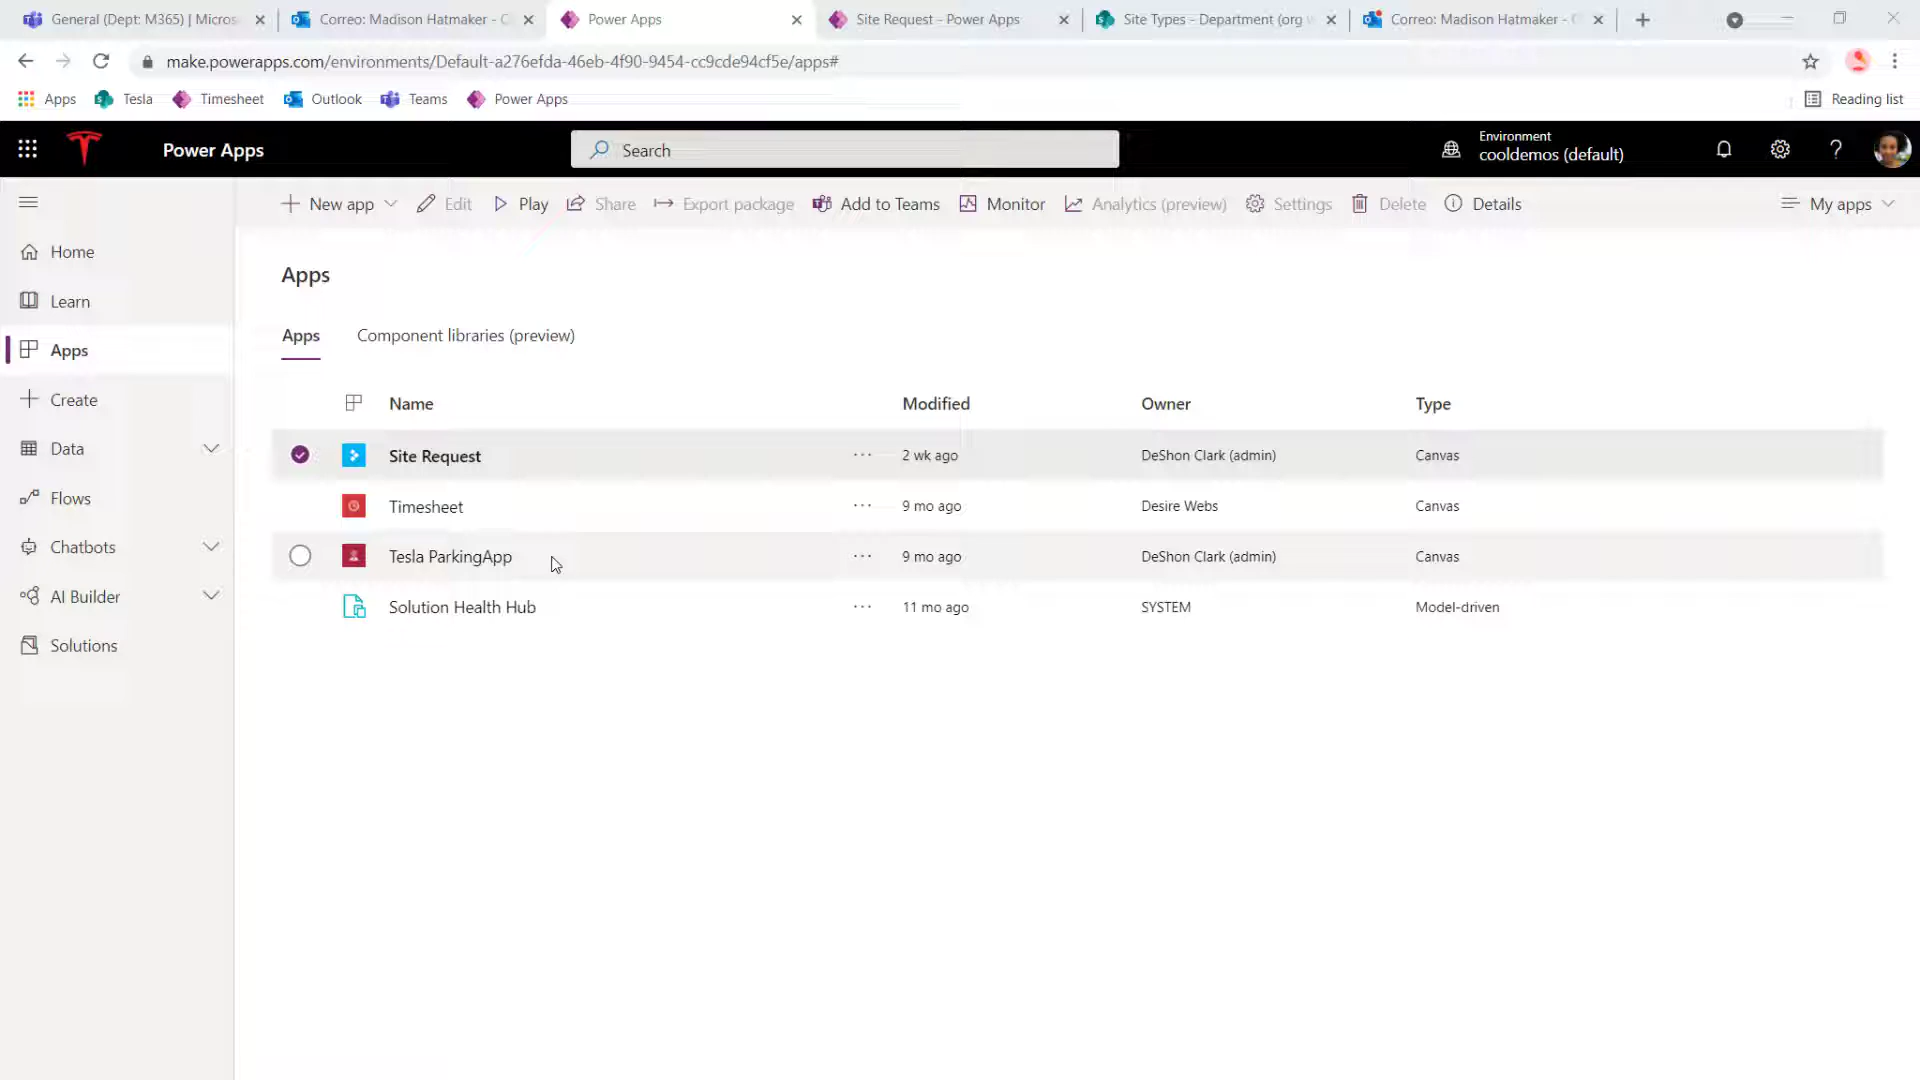 General (Dept: M365) | Micros
Correo: Madison Hatmaker - C
Power Apps
Site Request - Power Apps
Site Types - Department (org w
Correo: Madison Hatmaker - C
make.powerapps.com/environments/Default-a276efda-46eb-4f90-9454-cc9cde94cf5e/apps#
Apps
Tesla
Timesheet
Outlook
Teams
Power Apps
Reading list
Power Apps
Search
Environment
cooldemos (default)
New app
Edit
Play
Share
Export package
Add to Teams
Monitor
Analytics (preview)
Settings
Delete
Details
My apps
Home
Learn
Apps
Create
Data
Flows
Chatbots
AI Builder
Solutions
Apps
Apps
Component libraries (preview)
Name Modified Owner Type
Site Request ··· 2 wk ago DeShon Clark (admin) Canvas
Timesheet ··· 9 mo ago Desire Webs Canvas
Tesla ParkingApp ··· 9 mo ago DeShon Clark (admin) Canvas
Solution Health Hub ··· 11 mo ago SYSTEM Model-driven